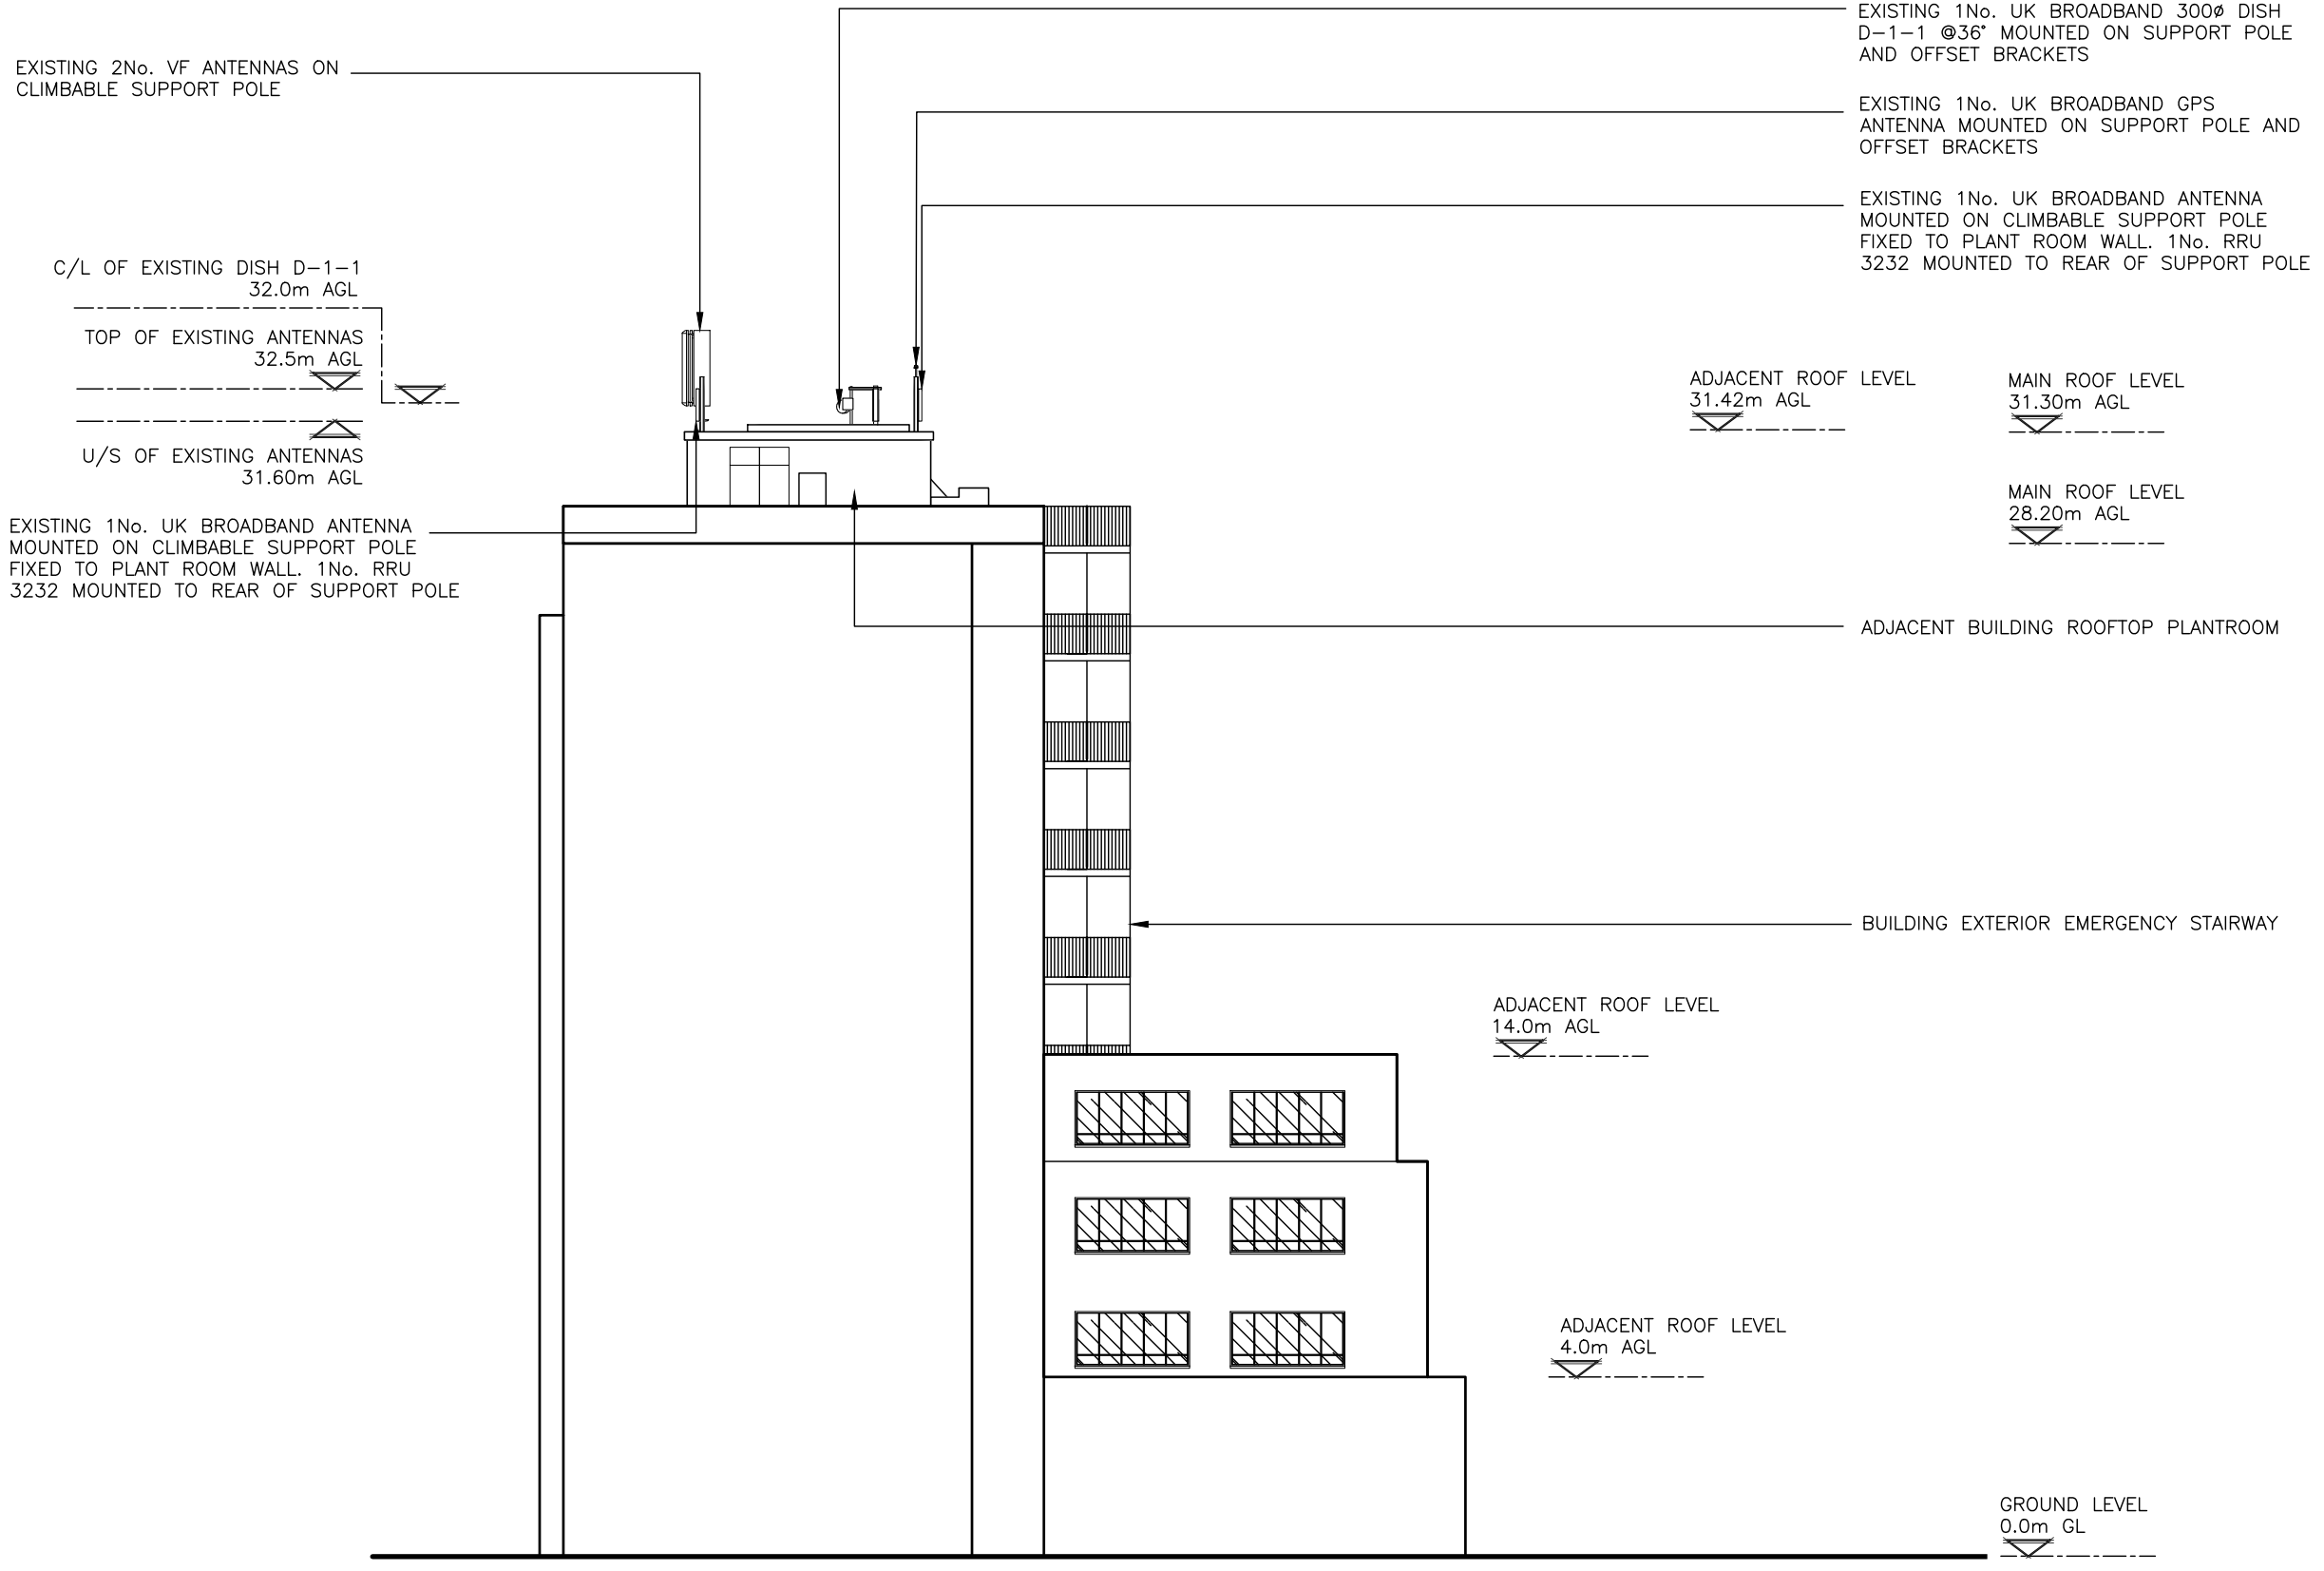 EXISTING 1No. UK BROADBAND 300ø DISH
D-1-1 @36° MOUNTED ON SUPPORT POLE
AND OFFSET BRACKETS
EXISTING 2No. VF ANTENNAS ON
CLIMBABLE SUPPORT POLE
EXISTING 1No. UK BROADBAND GPS
ANTENNA MOUNTED ON SUPPORT POLE AND
OFFSET BRACKETS
EXISTING 1No. UK BROADBAND ANTENNA
MOUNTED ON CLIMBABLE SUPPORT POLE
FIXED TO PLANT ROOM WALL. 1No. RRU
3232 MOUNTED TO REAR OF SUPPORT POLE
C/L OF EXISTING DISH D-1-1
32.0m AGL
TOP OF EXISTING ANTENNAS
32.5m AGL
U/S OF EXISTING ANTENNAS
31.60m AGL
ADJACENT ROOF LEVEL
31.42m AGL
MAIN ROOF LEVEL
31.30m AGL
MAIN ROOF LEVEL
28.20m AGL
EXISTING 1No. UK BROADBAND ANTENNA
MOUNTED ON CLIMBABLE SUPPORT POLE
FIXED TO PLANT ROOM WALL. 1No. RRU
3232 MOUNTED TO REAR OF SUPPORT POLE
ADJACENT BUILDING ROOFTOP PLANTROOM
BUILDING EXTERIOR EMERGENCY STAIRWAY
ADJACENT ROOF LEVEL
14.0m AGL
ADJACENT ROOF LEVEL
4.0m AGL
GROUND LEVEL
0.0m GL